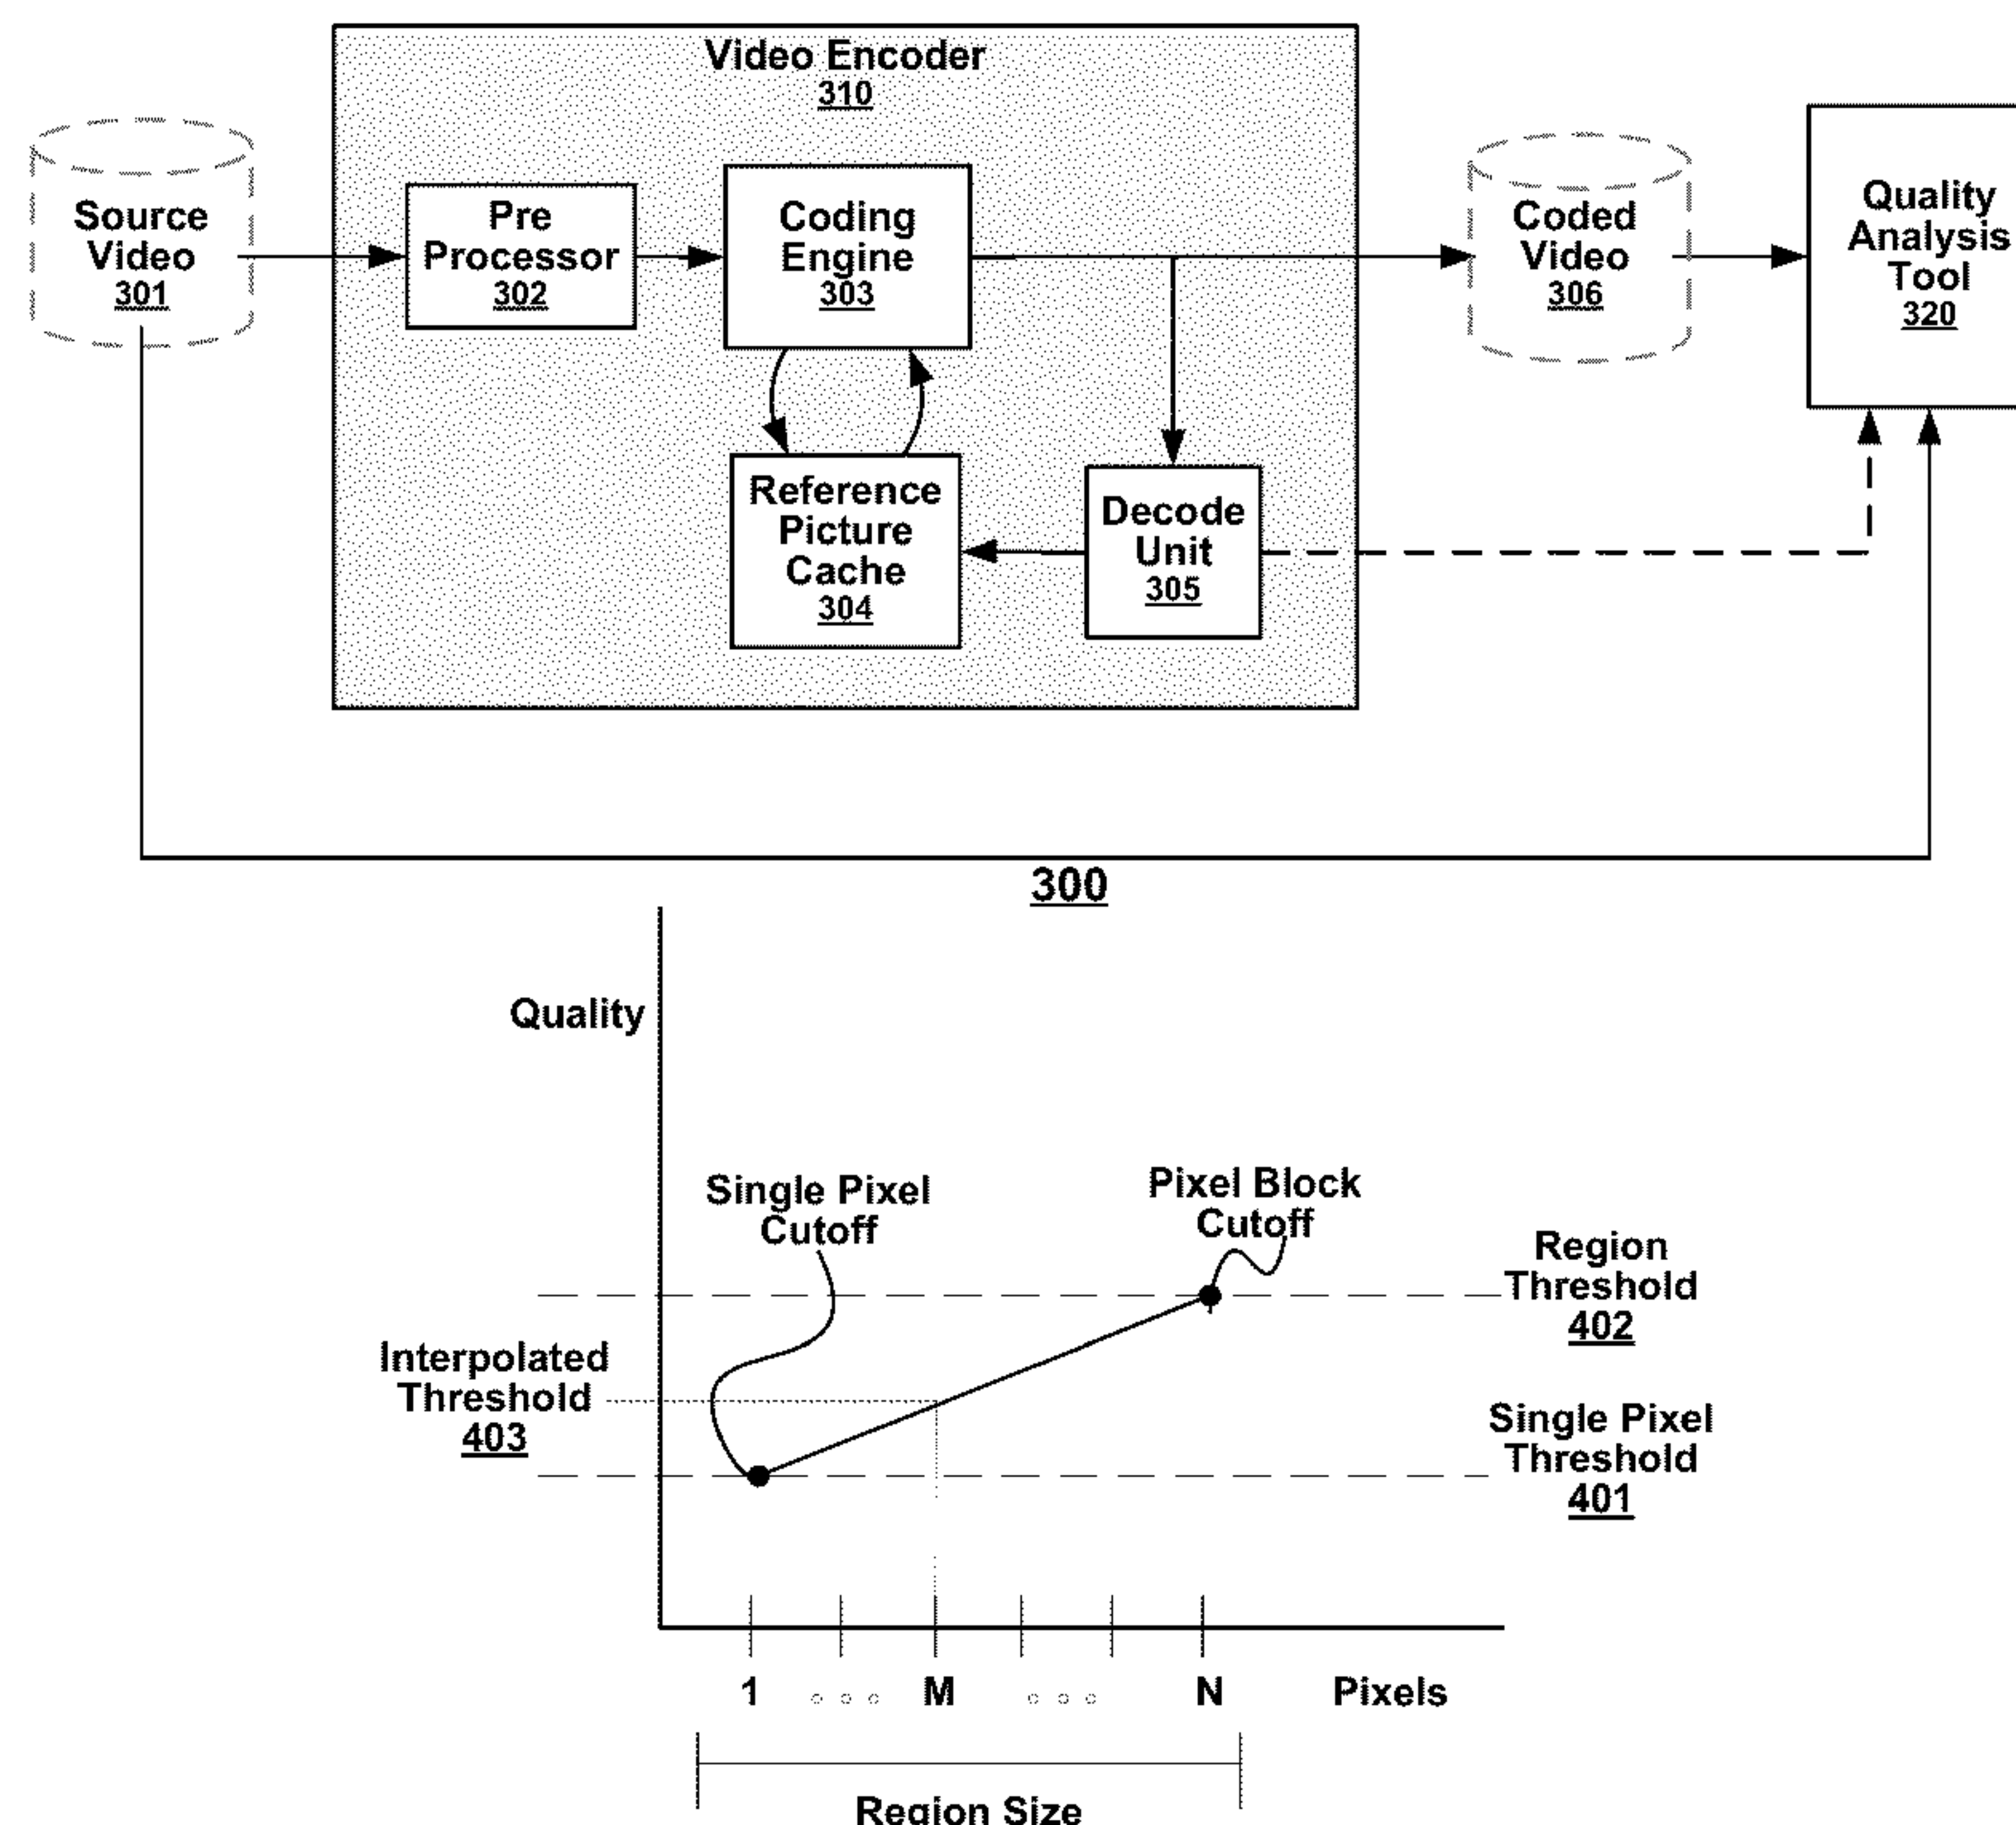 Video Encoder
310
Source
Video
301
Pre
Processor
302
Coding
Engine
303
Coded
Video
306
Quality
Analysis
Tool
320
Reference
Picture
Cache
304
Decode
Unit
305
300
Quality
Single Pixel
Cutoff
Pixel Block
Cutoff
Region
Threshold
402
Interpolated
Threshold
403
Single Pixel
Threshold
401
1
M
N
Pixels
Region Size